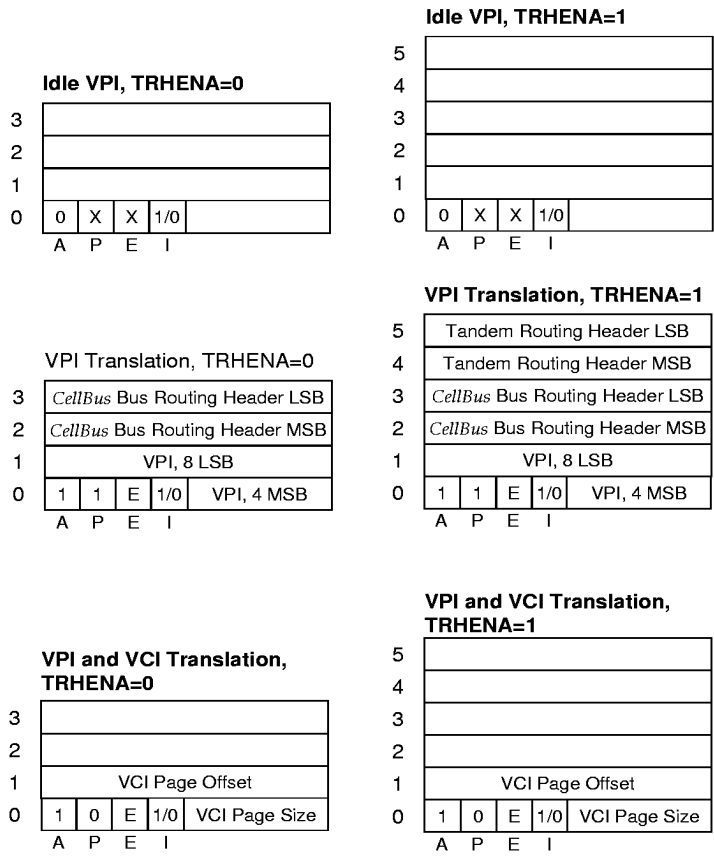 Idle VPI, TRHENA=0
3
2
1
0 0 X X 1/0
A P E I
Idle VPI, TRHENA=1
5
4
3
2
1
0 0 X X 1/0
A P E I
VPI Translation, TRHENA=0
3 CellBus Bus Routing Header LSB
2 CellBus Bus Routing Header MSB
1 VPI, 8 LSB
0 1 1 E 1/0 VPI, 4 MSB
A P E I
VPI Translation, TRHENA=1
5 Tandem Routing Header LSB
4 Tandem Routing Header MSB
3 CellBus Bus Routing Header LSB
2 CellBus Bus Routing Header MSB
1 VPI, 8 LSB
0 1 1 E 1/0 VPI, 4 MSB
A P E I
VPI and VCI Translation,
TRHENA=0
3
2
1 VCI Page Offset
0 1 0 E 1/0 VCI Page Size
A P E I
VPI and VCI Translation,
TRHENA=1
5
4
3
2
1 VCI Page Offset
0 1 0 E 1/0 VCI Page Size
A P E I